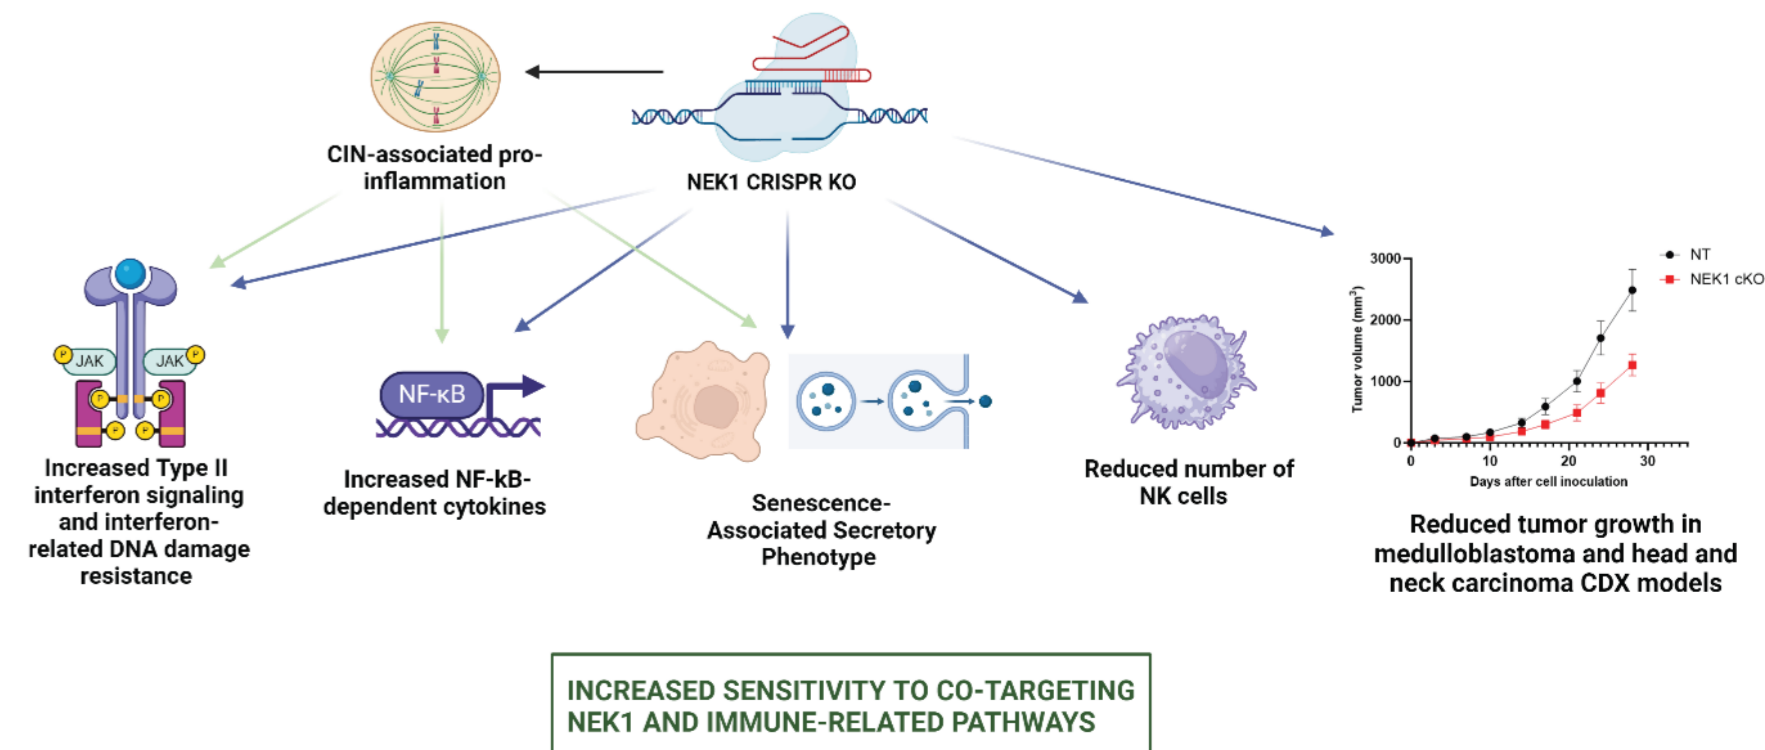 CIN-associated pro-
inflammation
NEK1 CRISPR KO
P
JAK
JAK
P
P
P
P
P
Increased Type II
interferon signaling
and interferon-
related DNA damage
resistance
NF-κB
Increased NF-kB-
dependent cytokines
Senescence-
Associated Secretory
Phenotype
Reduced number of
NK cells
NT
NEK1 cKO
Tumor volume (mm³)
3000
2000
1000
0
0
10
20
30
Days after cell inoculation
Reduced tumor growth in
medulloblastoma and head and
neck carcinoma CDX models
INCREASED SENSITIVITY TO CO-TARGETING
NEK1 AND IMMUNE-RELATED PATHWAYS